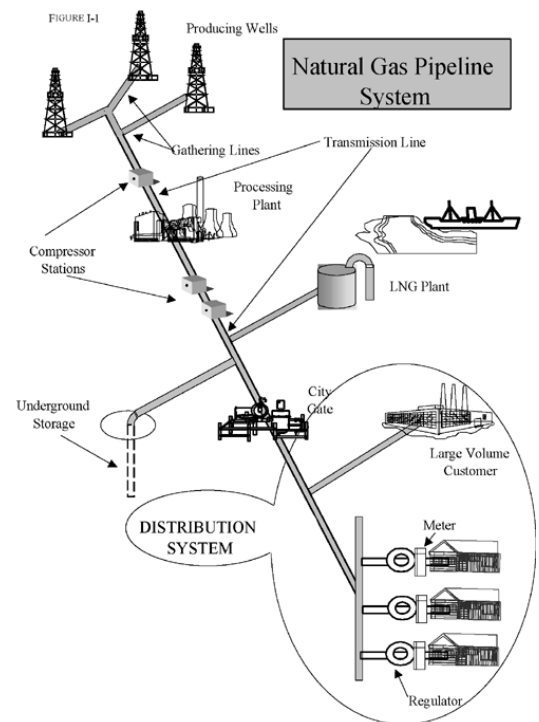 FIGURE I-1
Producing Wells
Natural Gas Pipeline
System
Gathering Lines
Transmission Line
Processing
Plant
Compressor
Stations
LNG Plant
Underground
Storage
City
Gate
Large Volume
Customer
DISTRIBUTION
SYSTEM
Meter
Regulator